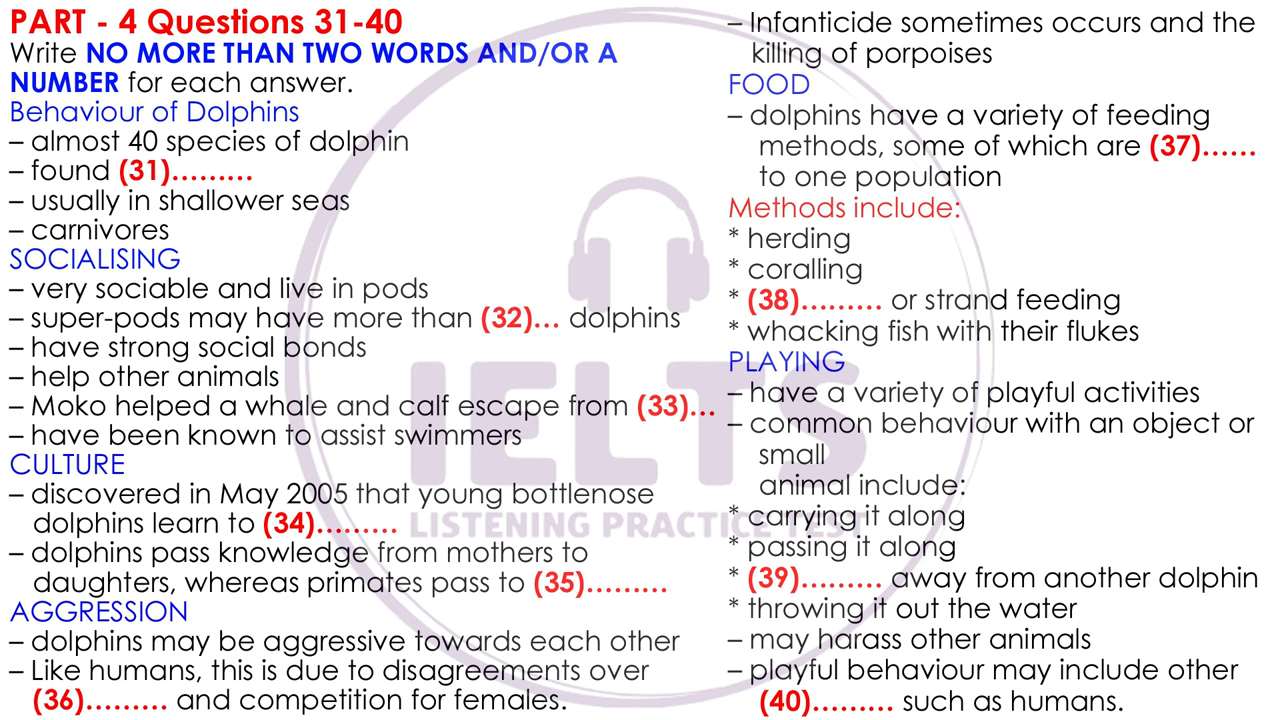 PART - 4 Questions 31-40
Write NO MORE THAN TWO WORDS AND/OR A
NUMBER for each answer.
Behaviour of Dolphins
– almost 40 species of dolphin
– found (31)………
– usually in shallower seas
– carnivores
SOCIALISING
– very sociable and live in pods
– super-pods may have more than (32)… dolphins
– have strong social bonds
– help other animals
– Moko helped a whale and calf escape from (33)…
– have been known to assist swimmers
CULTURE
– discovered in May 2005 that young bottlenose
dolphins learn to (34)………
– dolphins pass knowledge from mothers to
daughters, whereas primates pass to (35)………
AGGRESSION
– dolphins may be aggressive towards each other
– Like humans, this is due to disagreements over
(36)……… and competition for females.
– Infanticide sometimes occurs and the
killing of porpoises
FOOD
– dolphins have a variety of feeding
methods, some of which are (37)……
to one population
Methods include:
* herding
* coralling
* (38)……… or strand feeding
* whacking fish with their flukes
PLAYING
– have a variety of playful activities
– common behaviour with an object or
small
animal include:
* carrying it along
* passing it along
* (39)……… away from another dolphin
* throwing it out the water
– may harass other animals
– playful behaviour may include other
(40)……… such as humans.
IELTS
LISTENING PRACTICE TEST